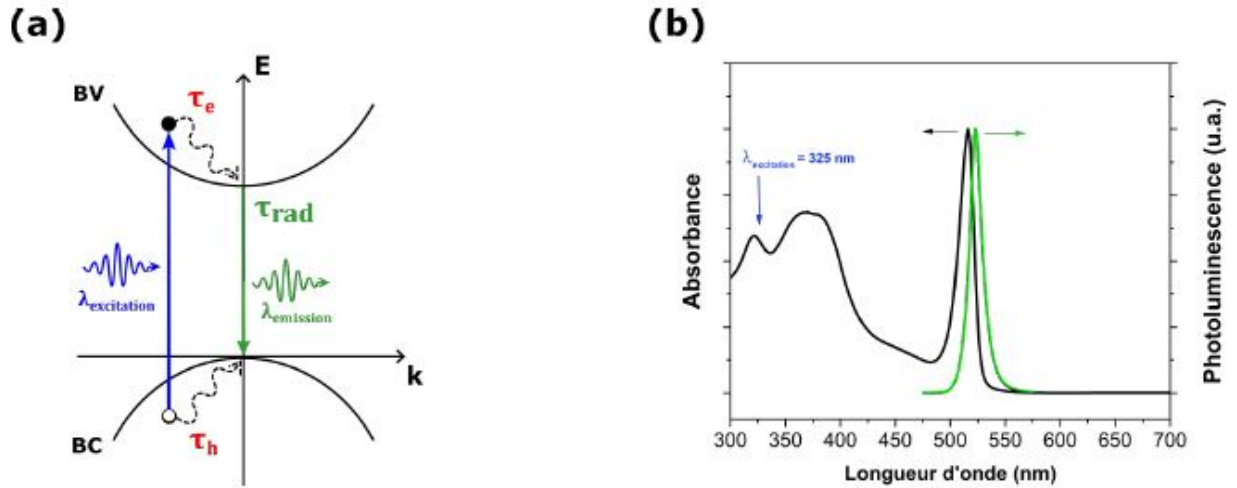 (a)
E
BV
τe
τrad
λexcitation
λemission
k
BC
τh
(b)
λexcitation = 325 nm
Absorbance
Photoluminescence (u.a.)
300 350 400 450 500 550 600 650 700
Longueur d'onde (nm)